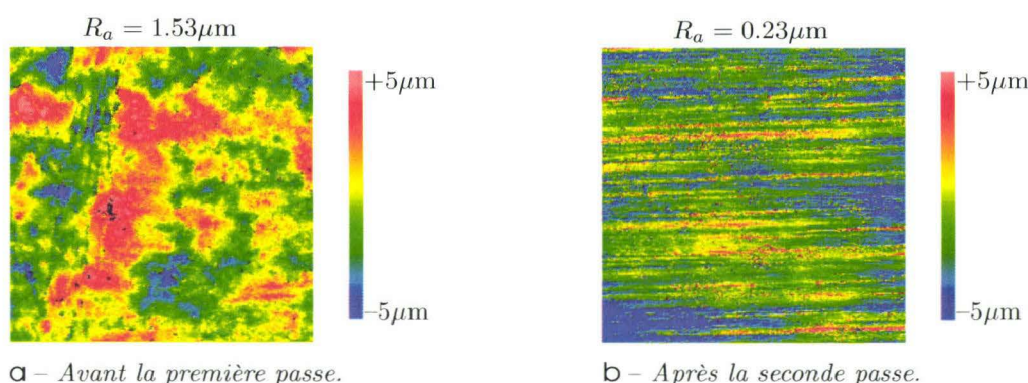 R_a = 1.53μm
+5μm
–5μm
a – Avant la première passe.
R_a = 0.23μm
+5μm
–5μm
b – Après la seconde passe.